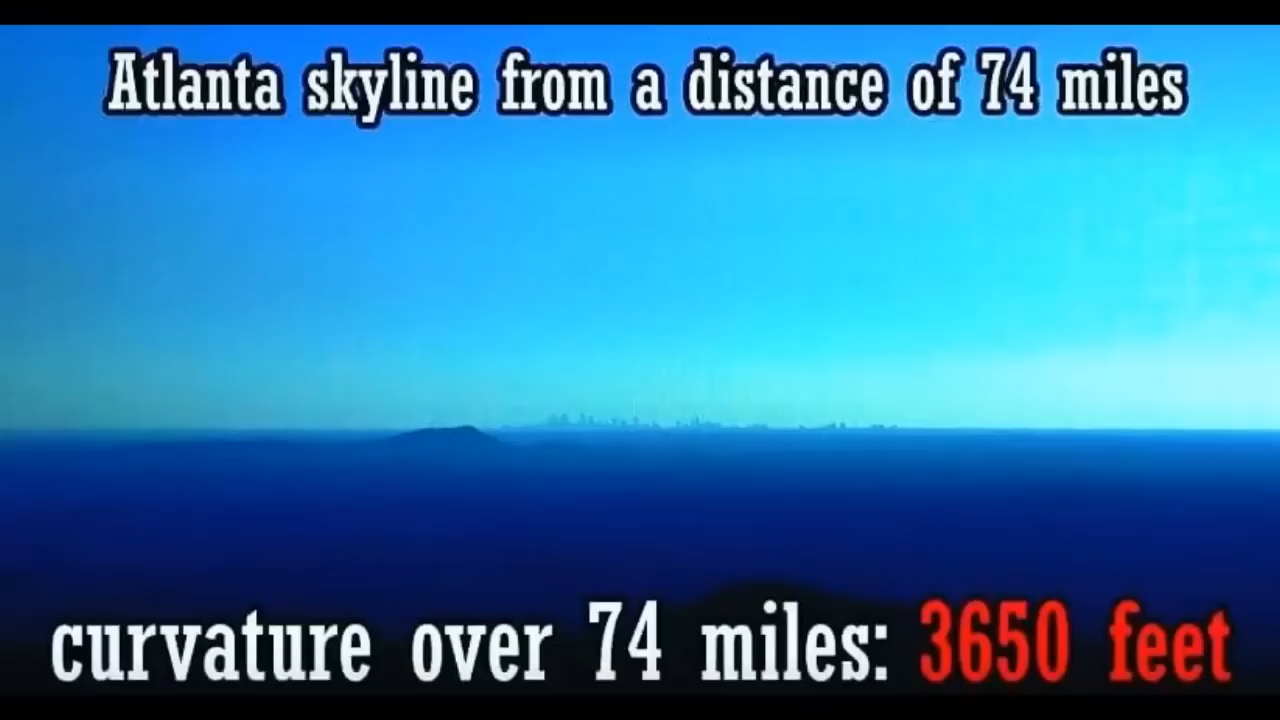 Atlanta skyline from a distance of 74 miles
curvature over 74 miles: 3650 feet